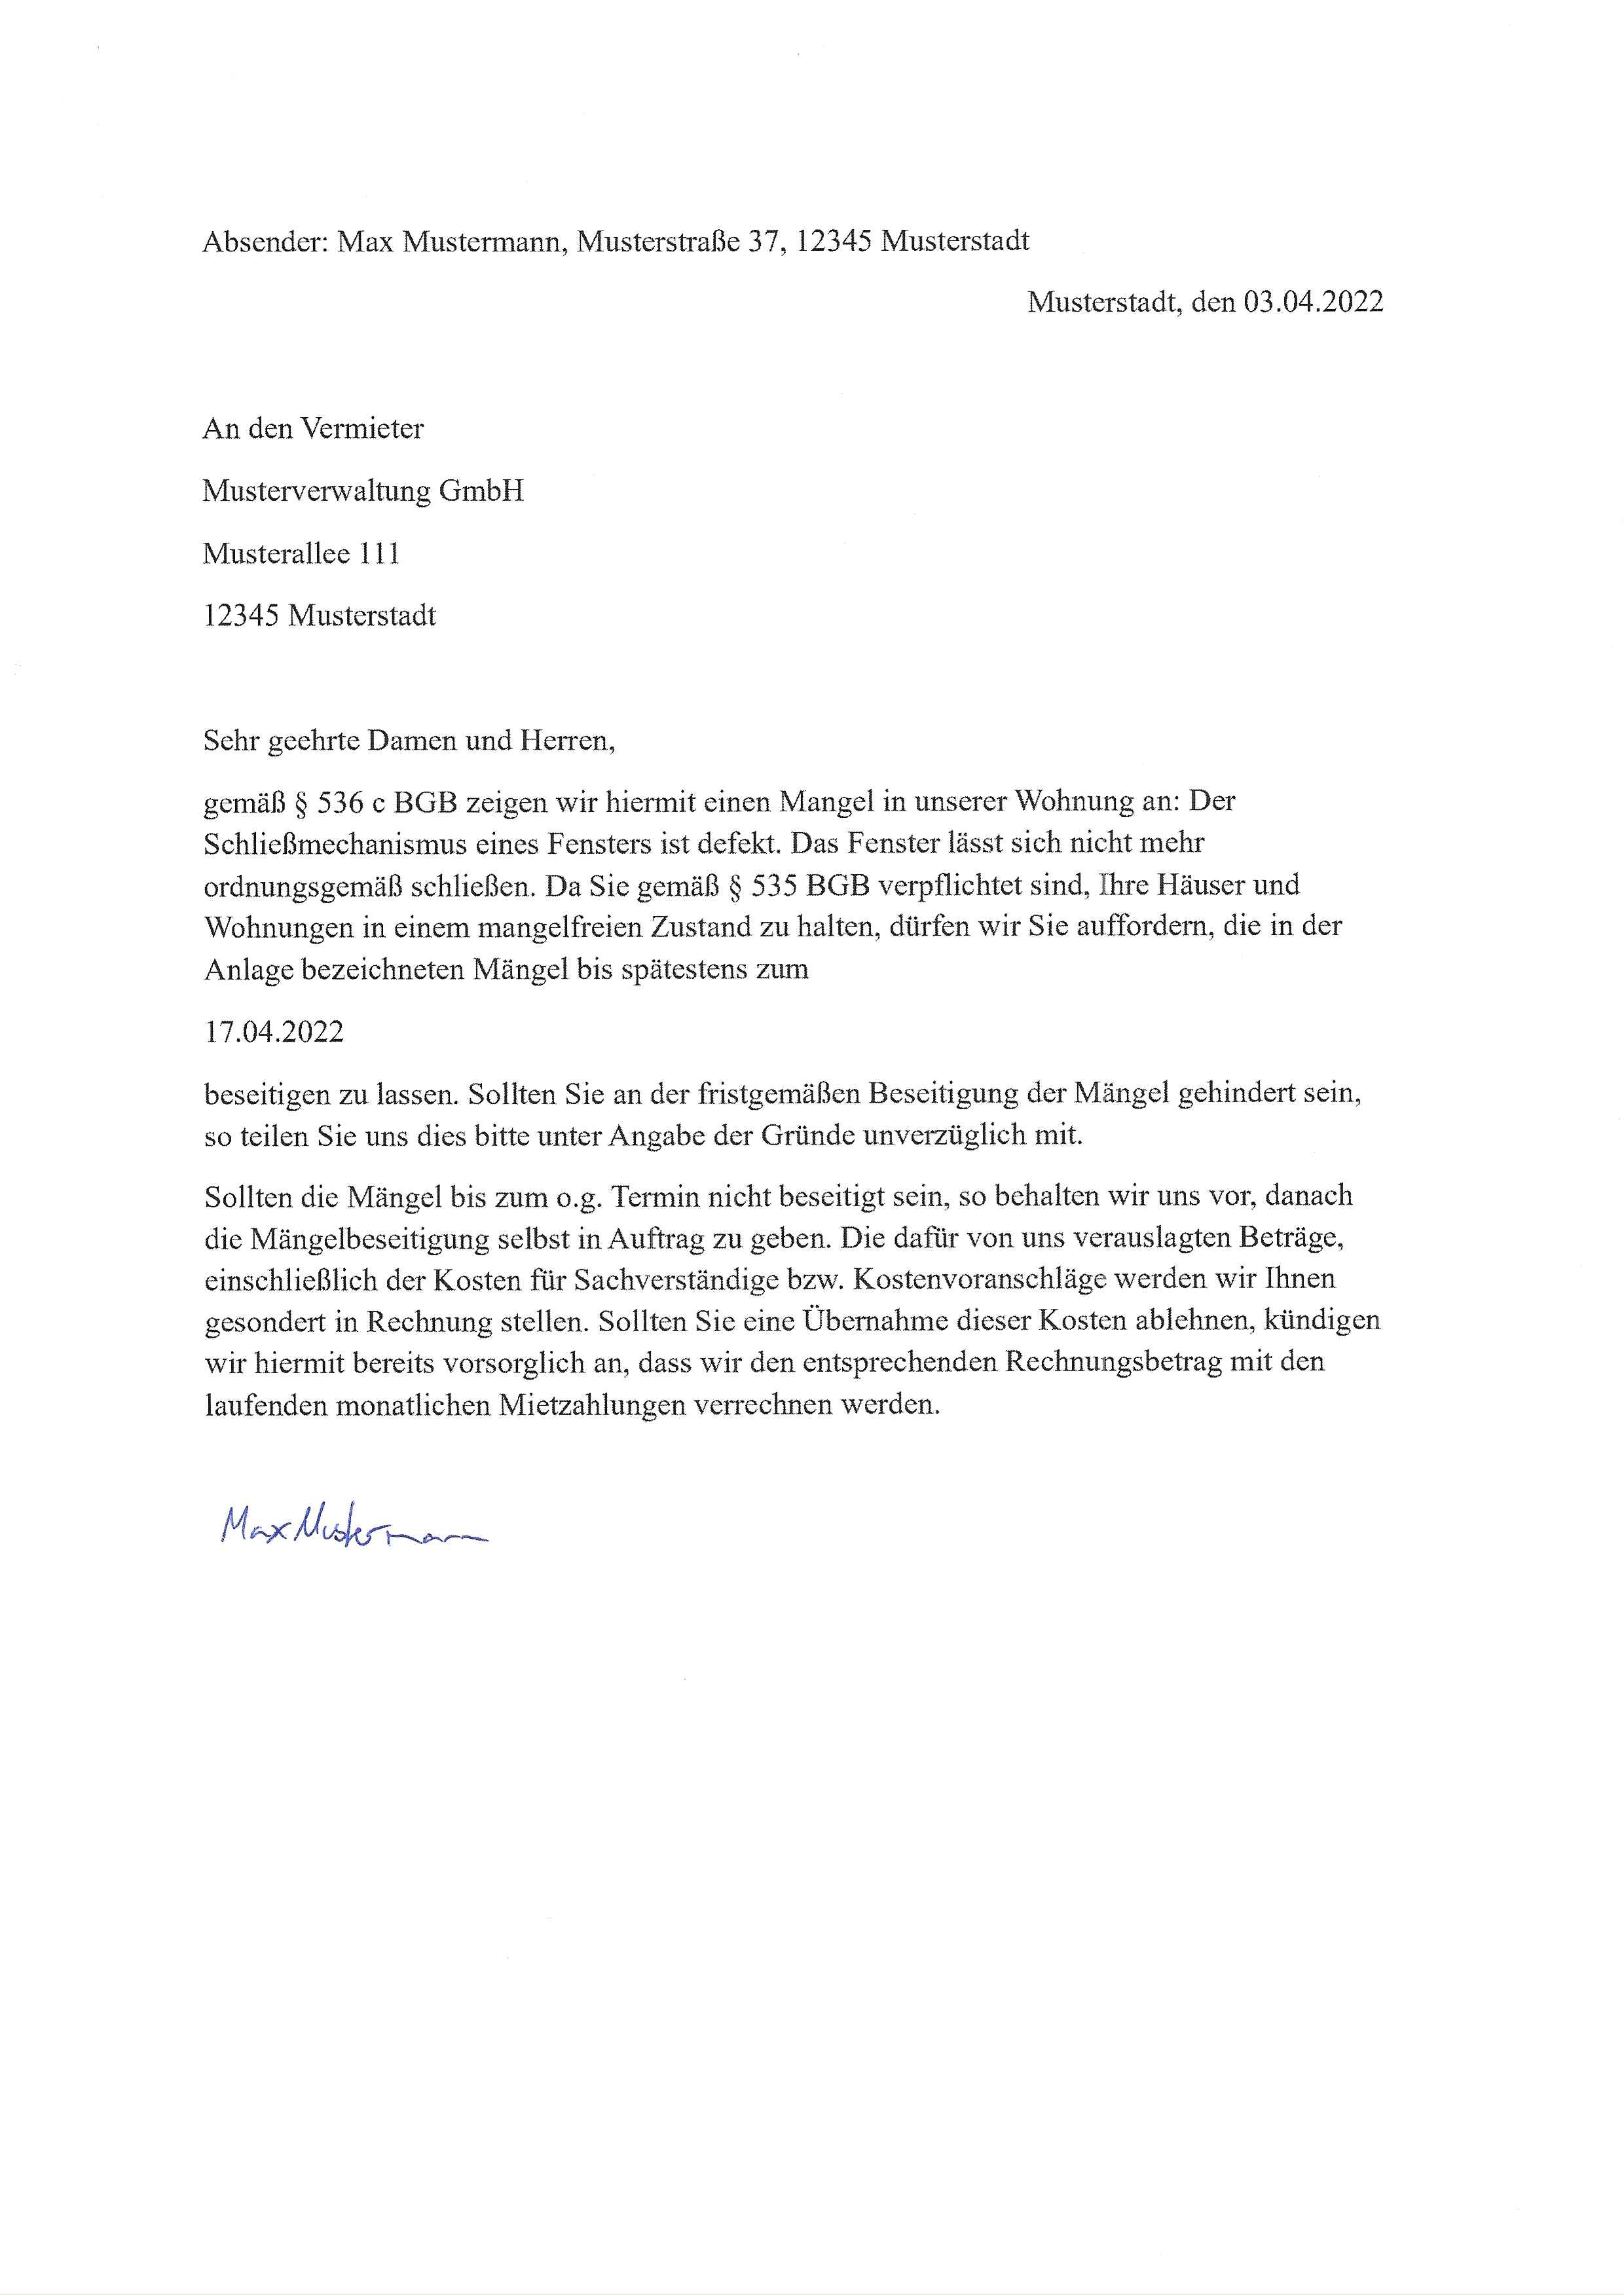 Absender: Max Mustermann, Musterstraße 37, 12345 Musterstadt
Musterstadt, den 03.04.2022
An den Vermieter
Musterverwaltung GmbH
Musterallee 111
12345 Musterstadt
Sehr geehrte Damen und Herren,
gemäß § 536 c BGB zeigen wir hiermit einen Mangel in unserer Wohnung an: Der
Schließmechanismus eines Fensters ist defekt. Das Fenster lässt sich nicht mehr
ordnungsgemäß schließen. Da Sie gemäß § 535 BGB verpflichtet sind, Ihre Häuser und
Wohnungen in einem mangelfreien Zustand zu halten, dürfen wir Sie auffordern, die in der
Anlage bezeichneten Mängel bis spätestens zum
17.04.2022
beseitigen zu lassen. Sollten Sie an der fristgemäßen Beseitigung der Mängel gehindert sein,
so teilen Sie uns dies bitte unter Angabe der Gründe unverzüglich mit.
Sollten die Mängel bis zum o.g. Termin nicht beseitigt sein, so behalten wir uns vor, danach
die Mängelbeseitigung selbst in Auftrag zu geben. Die dafür von uns verauslagten Beträge,
einschließlich der Kosten für Sachverständige bzw. Kostenvoranschläge werden wir Ihnen
gesondert in Rechnung stellen. Sollten Sie eine Übernahme dieser Kosten ablehnen, kündigen
wir hiermit bereits vorsorglich an, dass wir den entsprechenden Rechnungsbetrag mit den
laufenden monatlichen Mietzahlungen verrechnen werden.
Max Mustermann